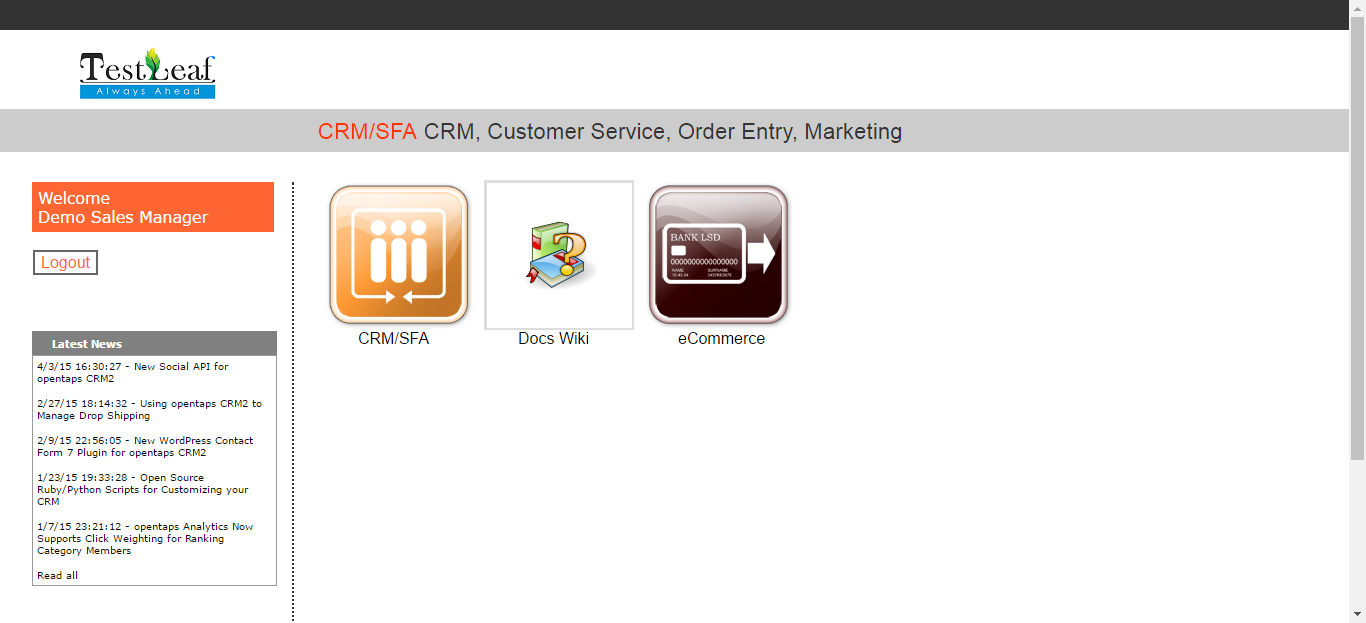 TestLeaf
Always Ahead
CRM/SFA CRM, Customer Service, Order Entry, Marketing
Welcome
Demo Sales Manager
Logout
BANK LSD
0000000000000000
NAME SURNAME
CRM/SFA
Docs Wiki
eCommerce
Latest News
4/3/15 16:30:27 - New Social API for
opentaps CRM2
2/27/15 18:14:32 - Using opentaps CRM2 to
Manage Drop Shipping
2/9/15 22:56:05 - New WordPress Contact
Form 7 Plugin for opentaps CRM2
1/23/15 19:33:28 - Open Source
Ruby/Python Scripts for Customizing your
CRM
1/7/15 23:21:12 - opentaps Analytics Now
Supports Click Weighting for Ranking
Category Members
Read all